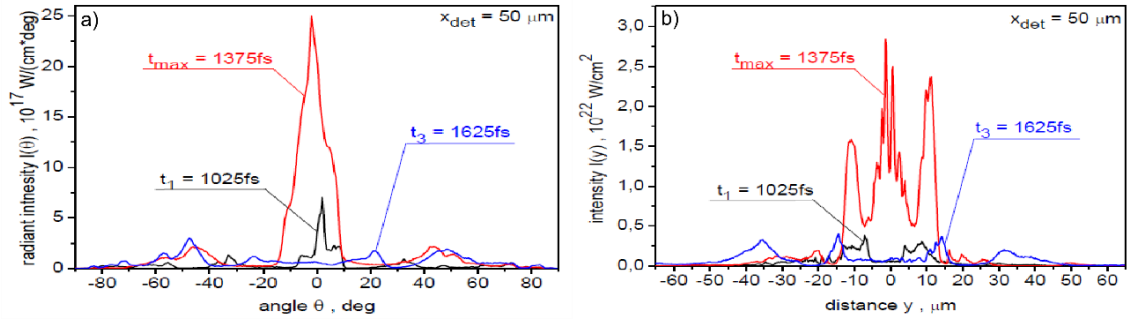 a)
x_det = 50 μm
t_max = 1375fs
t_3 = 1625fs
t_1 = 1025fs
radiant intnesity I(θ) , 10^17 W/(cm*deg)
25
20
15
10
5
0
-80 -60 -40 -20 0 20 40 60 80
angle θ , deg
b)
x_det = 50 μm
t_max = 1375fs
t_3 = 1625fs
t_1 = 1025fs
intensity I(y), 10^22 W/cm^2
3,0
2,5
2,0
1,5
1,0
0,5
0,0
-60 -50 -40 -30 -20 -10 0 10 20 30 40 50 60
distance y , μm